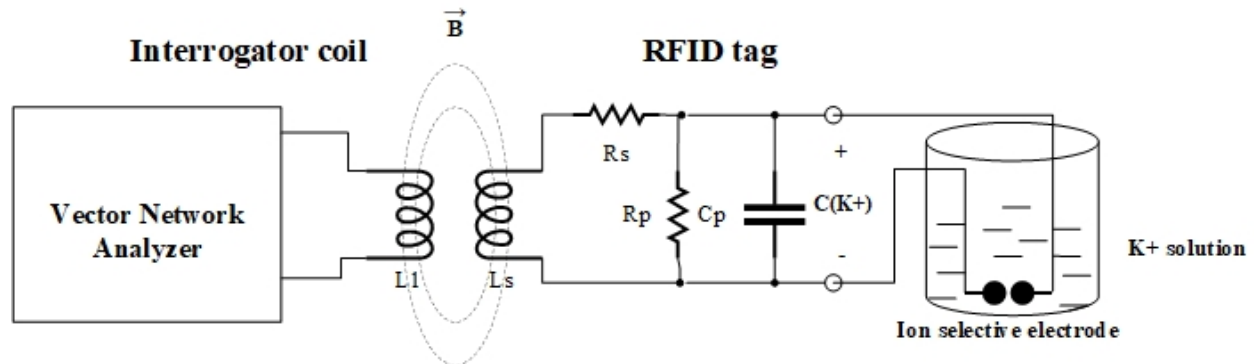 B
Interrogator coil
RFID tag
Vector Network
Analyzer
L1
Ls
Rs
Rp
Cp
C(K+)
+
-
K+ solution
Ion selective electrode